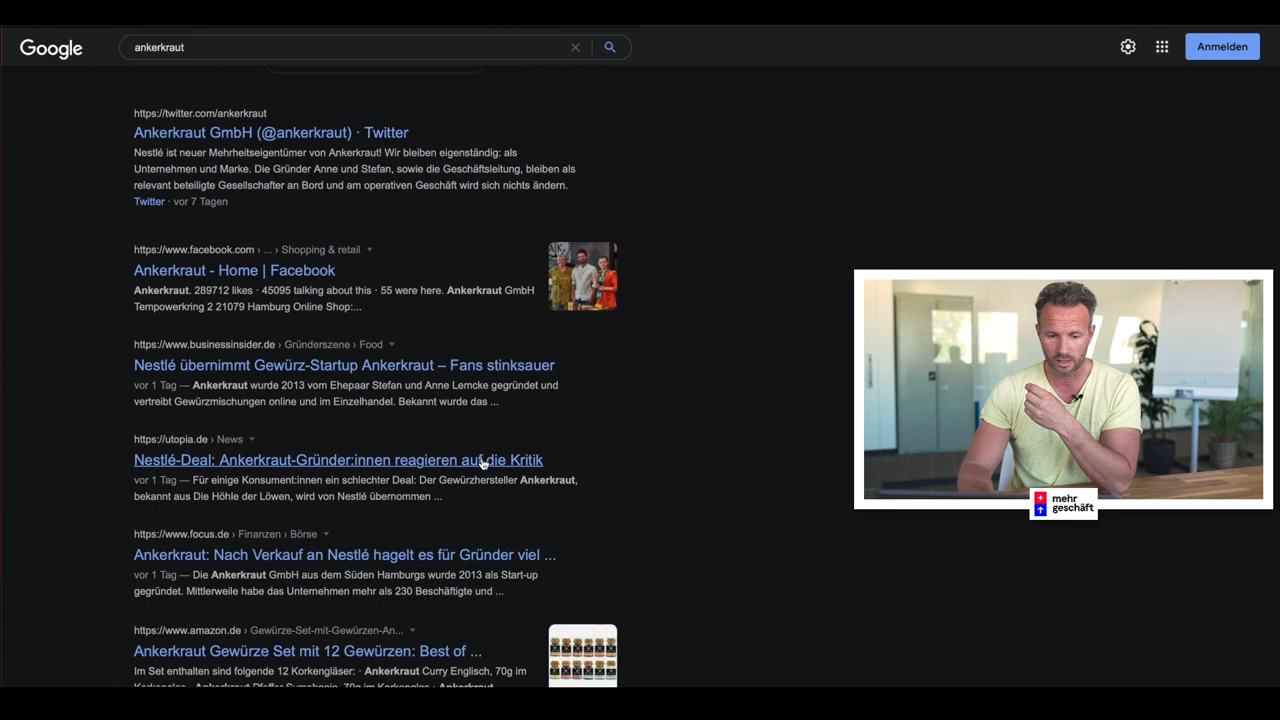 Google
ankerkraut
Anmelden
https://twitter.com/ankerkraut
Ankerkraut GmbH (@ankerkraut) · Twitter
Nestlé ist neuer Mehrheitseigentümer von Ankerkraut! Wir bleiben eigenständig: als
Unternehmen und Marke. Die Gründer Anne und Stefan, sowie die Geschäftsleitung, bleiben als
relevant beteiligte Gesellschafter an Bord und am operativen Geschäft wird sich nichts ändern.
Twitter · vor 7 Tagen
https://www.facebook.com › ... › Shopping & retail
Ankerkraut - Home | Facebook
Ankerkraut. 289712 likes · 45095 talking about this · 55 were here. Ankerkraut GmbH
Tempowerkring 2 21079 Hamburg Online Shop:...
https://www.businessinsider.de › Gründerszene › Food
Nestlé übernimmt Gewürz-Startup Ankerkraut – Fans stinksauer
vor 1 Tag — Ankerkraut wurde 2013 vom Ehepaar Stefan und Anne Lemcke gegründet und
vertreibt Gewürzmischungen online und im Einzelhandel. Bekannt wurde das ...
https://utopia.de › News
Nestlé-Deal: Ankerkraut-Gründer:innen reagieren auf die Kritik
vor 1 Tag — Für einige Konsument:innen ein schlechter Deal: Der Gewürzhersteller Ankerkraut,
bekannt aus Die Höhle der Löwen, wird von Nestlé übernommen ...
https://www.focus.de › Finanzen › Börse
Ankerkraut: Nach Verkauf an Nestlé hagelt es für Gründer viel ...
vor 1 Tag — Die Ankerkraut GmbH aus dem Süden Hamburgs wurde 2013 als Start-up
gegründet. Mittlerweile habe das Unternehmen mehr als 230 Beschäftigte und ...
https://www.amazon.de › Gewürze-Set-mit-Gewürzen-An...
Ankerkraut Gewürze Set mit 12 Gewürzen: Best of ...
Im Set enthalten sind folgende 12 Korkengläser: · Ankerkraut Curry Englisch, 70g im
mehr
geschäft